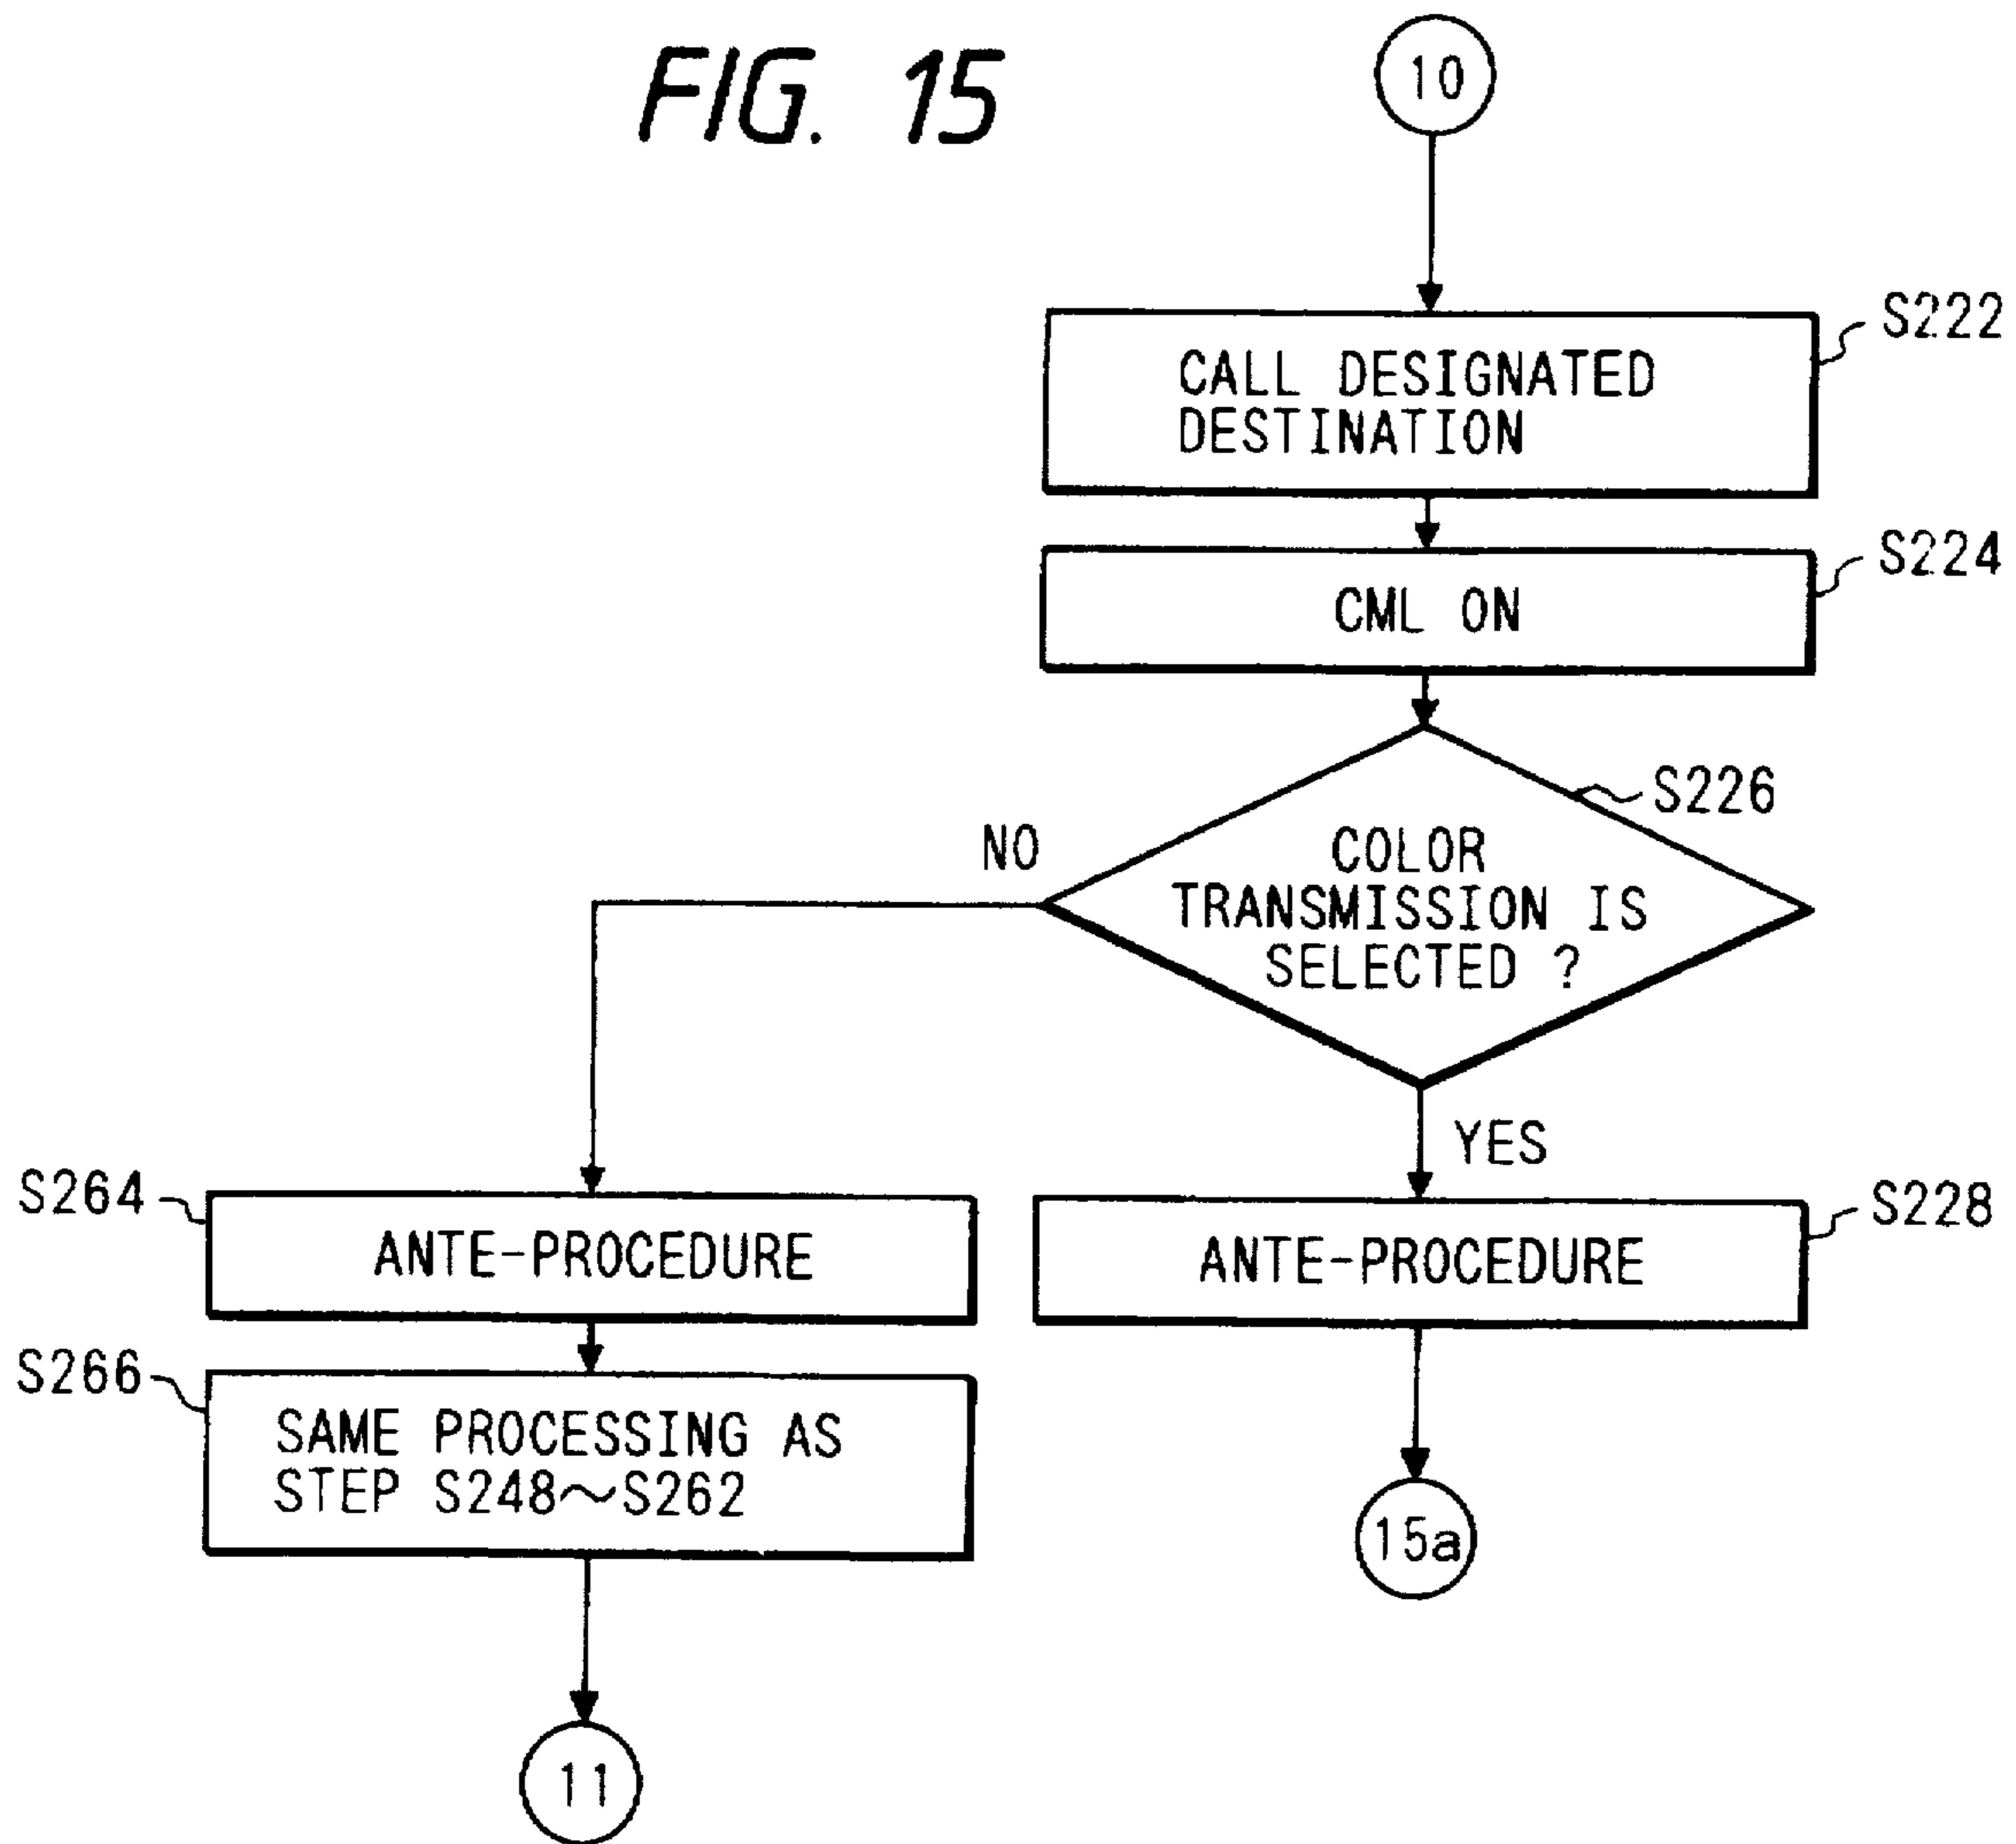 FIG. 15
10
S222
CALL DESIGNATED
DESTINATION
S224
CML ON
S226
NO
COLOR
TRANSMISSION IS
SELECTED ?
YES
S264
ANTE-PROCEDURE
S228
ANTE-PROCEDURE
S266
SAME PROCESSING AS
STEP S248～S262
15a
11